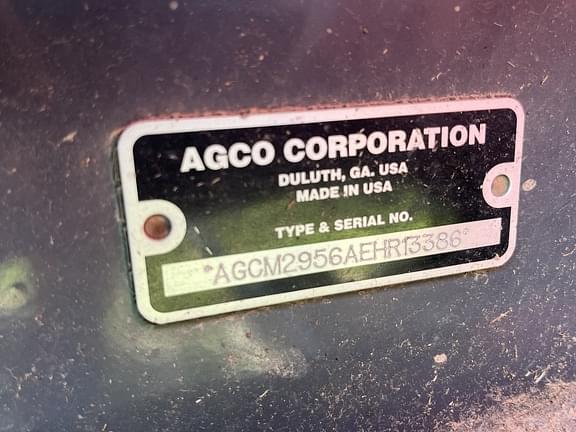 AGCO CORPORATION
DULUTH, GA. USA
MADE IN USA
TYPE & SERIAL NO.
*AGCM2956AEHR13386*